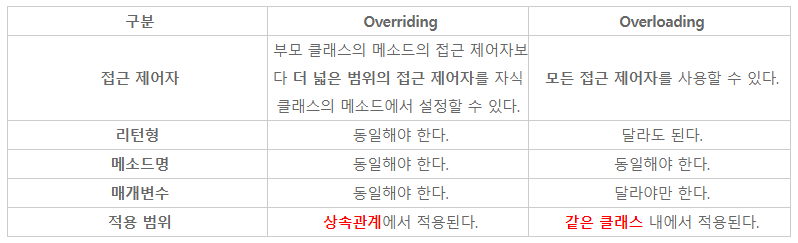 구분 Overriding Overloading
부모 클래스의 메소드의 접근 제어자보
접근 제어자 다 더 넓은 범위의 접근 제어자를 자식 모든 접근 제어자를 사용할 수 있다.
클래스의 메소드에서 설정할 수 있다.
리턴형 동일해야 한다. 달라도 된다.
메소드명 동일해야 한다. 동일해야 한다.
매개변수 동일해야 한다. 달라야만 한다.
적용 범위 상속관계에서 적용된다. 같은 클래스 내에서 적용된다.